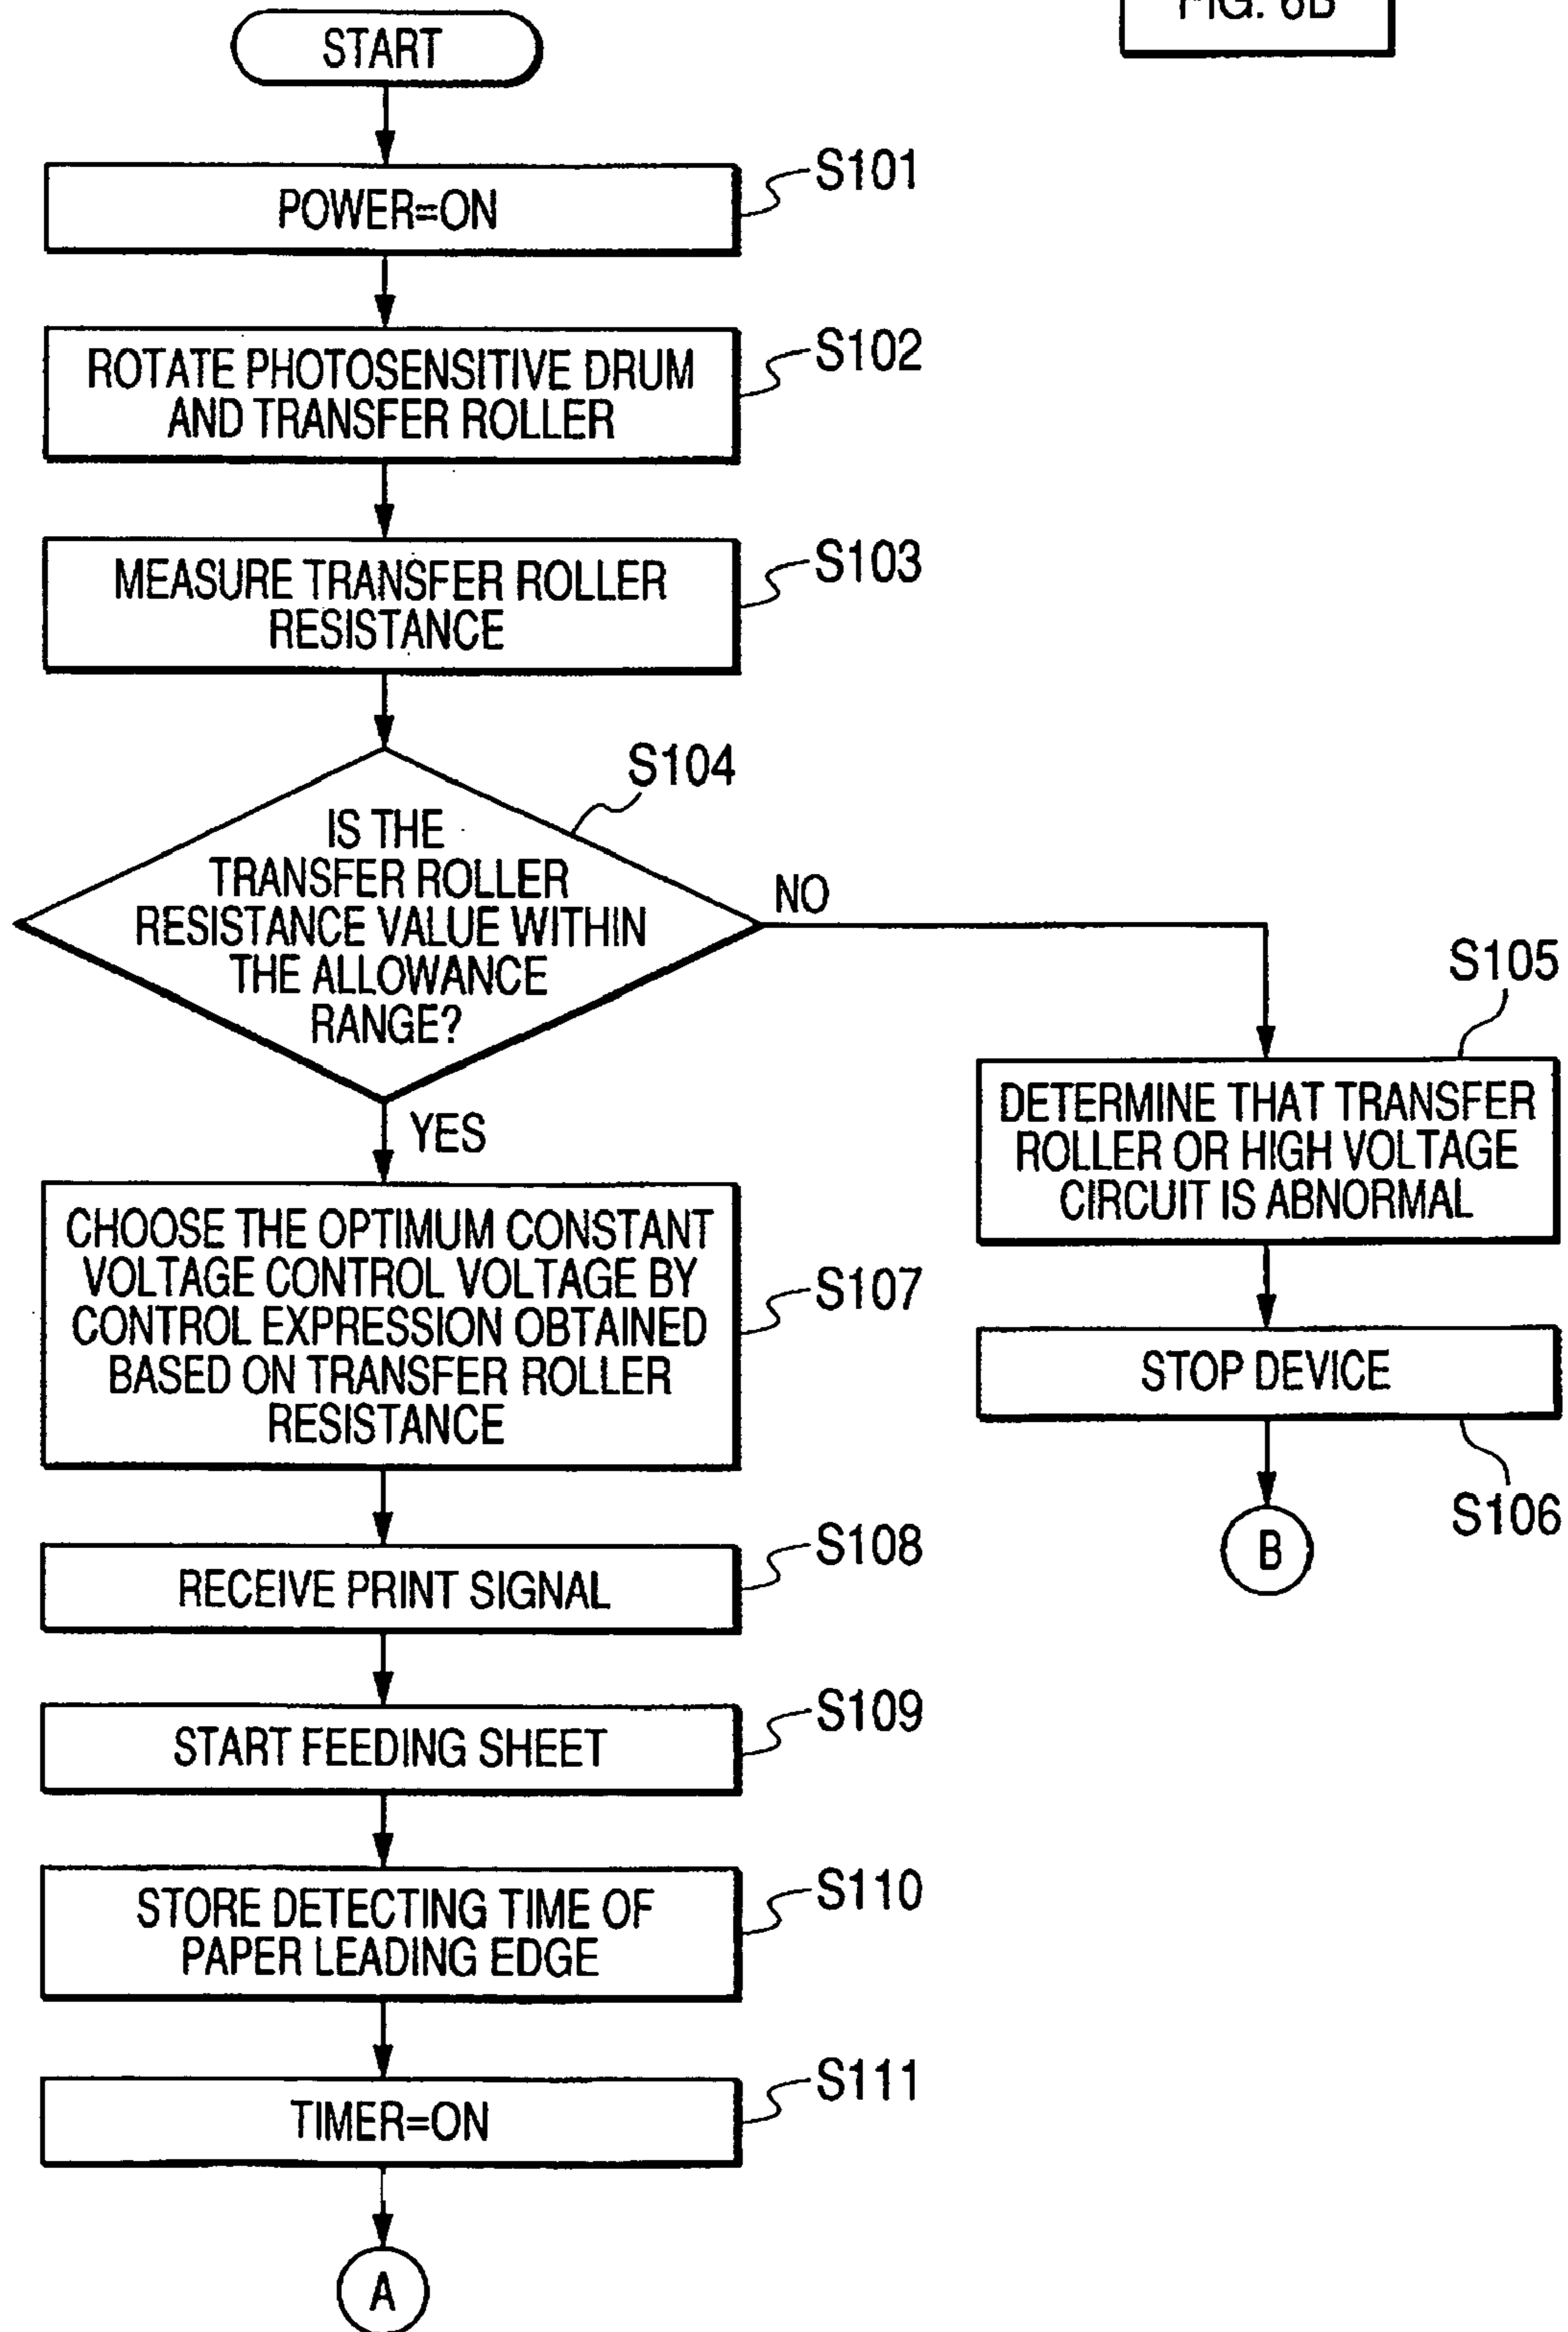 FIG. 6B
START
POWER=ON
S101
ROTATE PHOTOSENSITIVE DRUM
AND TRANSFER ROLLER
S102
MEASURE TRANSFER ROLLER
RESISTANCE
S103
IS THE
TRANSFER ROLLER
RESISTANCE VALUE WITHIN
THE ALLOWANCE
RANGE?
S104
NO
YES
S105
DETERMINE THAT TRANSFER
ROLLER OR HIGH VOLTAGE
CIRCUIT IS ABNORMAL
STOP DEVICE
S106
B
CHOOSE THE OPTIMUM CONSTANT
VOLTAGE CONTROL VOLTAGE BY
CONTROL EXPRESSION OBTAINED
BASED ON TRANSFER ROLLER
RESISTANCE
S107
RECEIVE PRINT SIGNAL
S108
START FEEDING SHEET
S109
STORE DETECTING TIME OF
PAPER LEADING EDGE
S110
TIMER=ON
S111
A